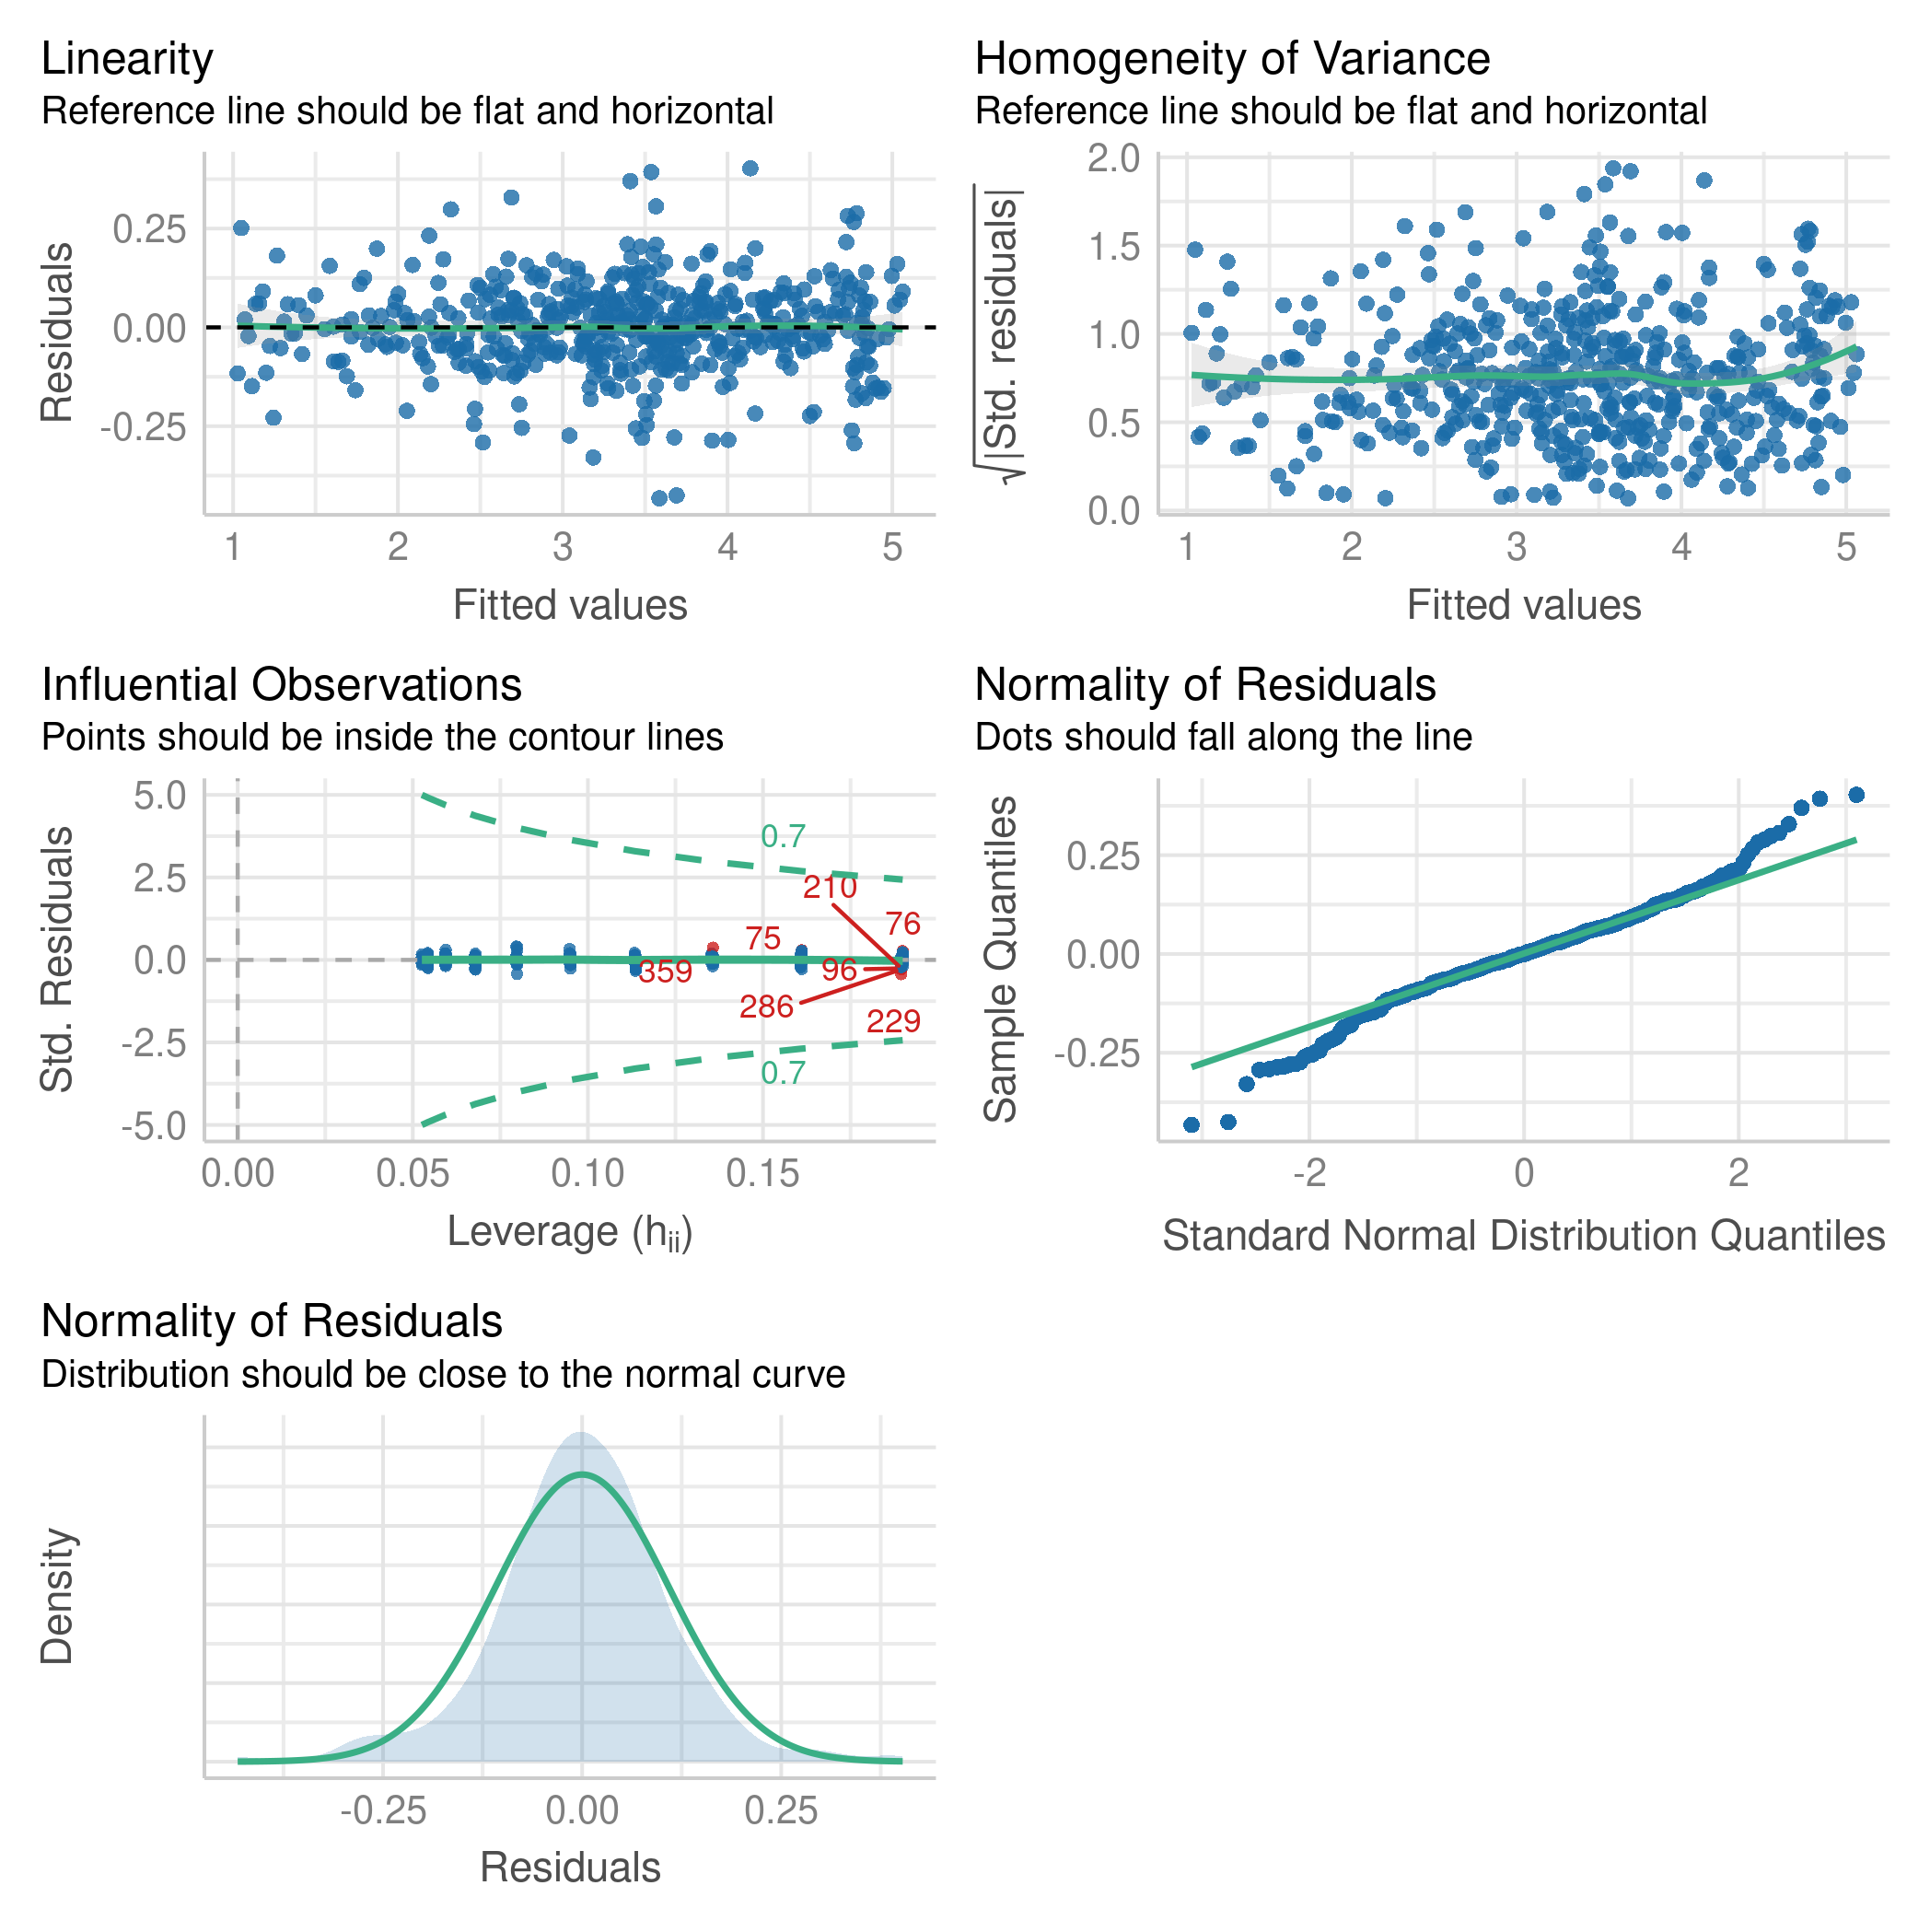 Linearity
Reference line should be flat and horizontal
Residuals
0.25
0.00
-0.25
1 2 3 4 5
Fitted values
Homogeneity of Variance
Reference line should be flat and horizontal
√|Std. residuals|
2.0
1.5
1.0
0.5
0.0
1 2 3 4 5
Fitted values
Influential Observations
Points should be inside the contour lines
Std. Residuals
5.0
2.5
0.0
-2.5
-5.0
0.7
210
76
75
359
96
286
229
0.7
0.00 0.05 0.10 0.15
Leverage (hii)
Normality of Residuals
Dots should fall along the line
Sample Quantiles
0.25
0.00
-0.25
-2 0 2
Standard Normal Distribution Quantiles
Normality of Residuals
Distribution should be close to the normal curve
Density
-0.25 0.00 0.25
Residuals